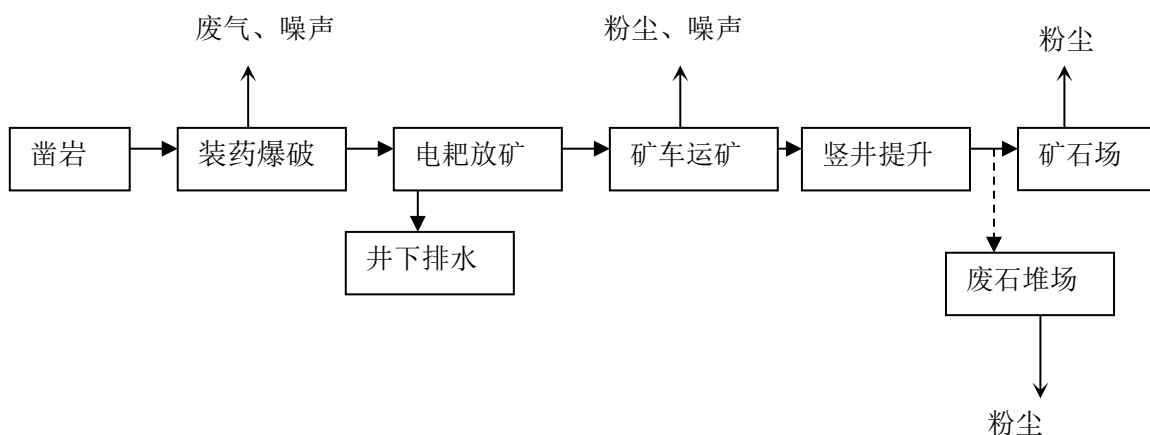 废气、噪声
粉尘、噪声
粉尘
凿岩
装药爆破
电耙放矿
矿车运矿
竖井提升
矿石场
井下排水
废石堆场
粉尘